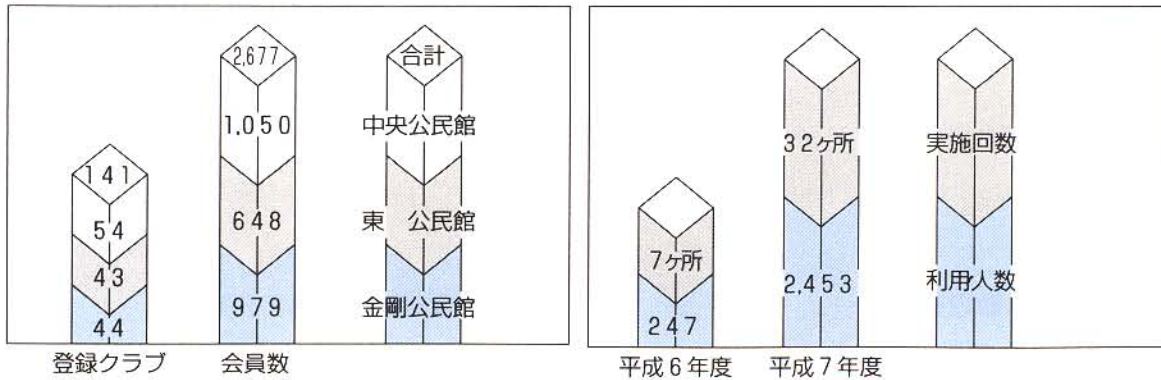 2,677
合計
1,050
中央公民館
141
54
648
東　公民館
43
979
金剛公民館
44
登録クラブ
会員数
32ヶ所
実施回数
7ヶ所
2,453
利用人数
247
平成6年度
平成7年度